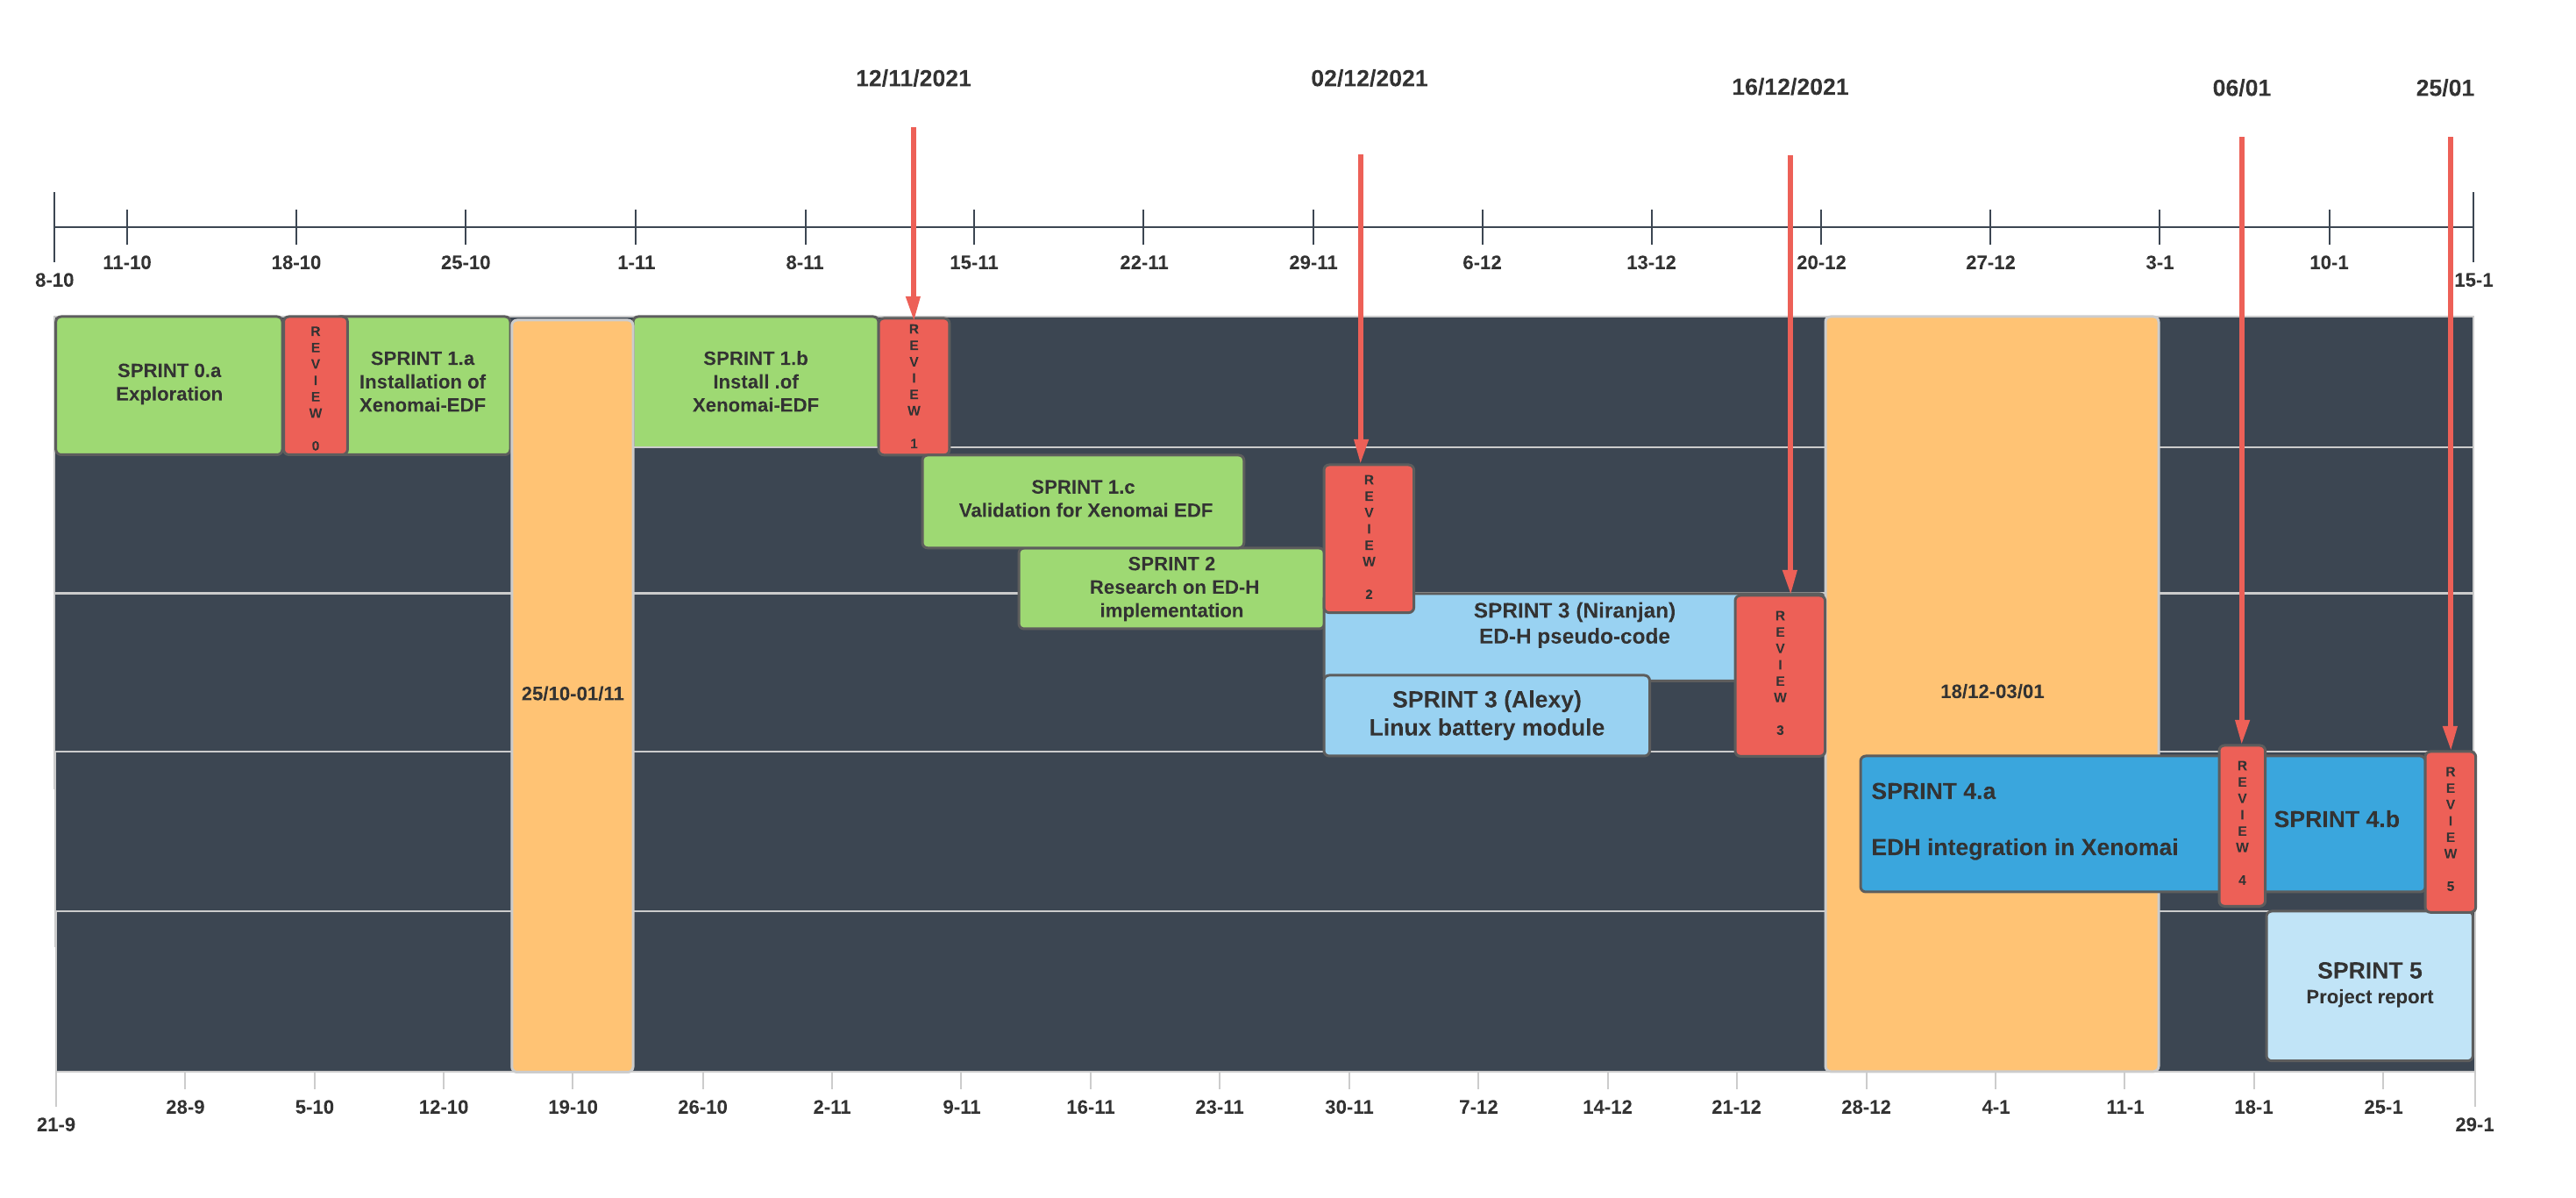 12/11/2021
02/12/2021
16/12/2021
06/01
25/01
8-10
11-10
18-10
25-10
1-11
8-11
15-11
22-11
29-11
6-12
13-12
20-12
27-12
3-1
10-1
15-1
SPRINT 0.a
Exploration
REVIEW 0
SPRINT 1.a
Installation of
Xenomai-EDF
SPRINT 1.b
Install .of
Xenomai-EDF
REVIEW 1
SPRINT 1.c
Validation for Xenomai EDF
SPRINT 2
Research on ED-H
implementation
REVIEW 2
SPRINT 3 (Niranjan)
ED-H pseudo-code
SPRINT 3 (Alexy)
Linux battery module
REVIEW 3
25/10-01/11
18/12-03/01
SPRINT 4.a
EDH integration in Xenomai
REVIEW 4
SPRINT 4.b
REVIEW 5
SPRINT 5
Project report
21-9
28-9
5-10
12-10
19-10
26-10
2-11
9-11
16-11
23-11
30-11
7-12
14-12
21-12
28-12
4-1
11-1
18-1
25-1
29-1